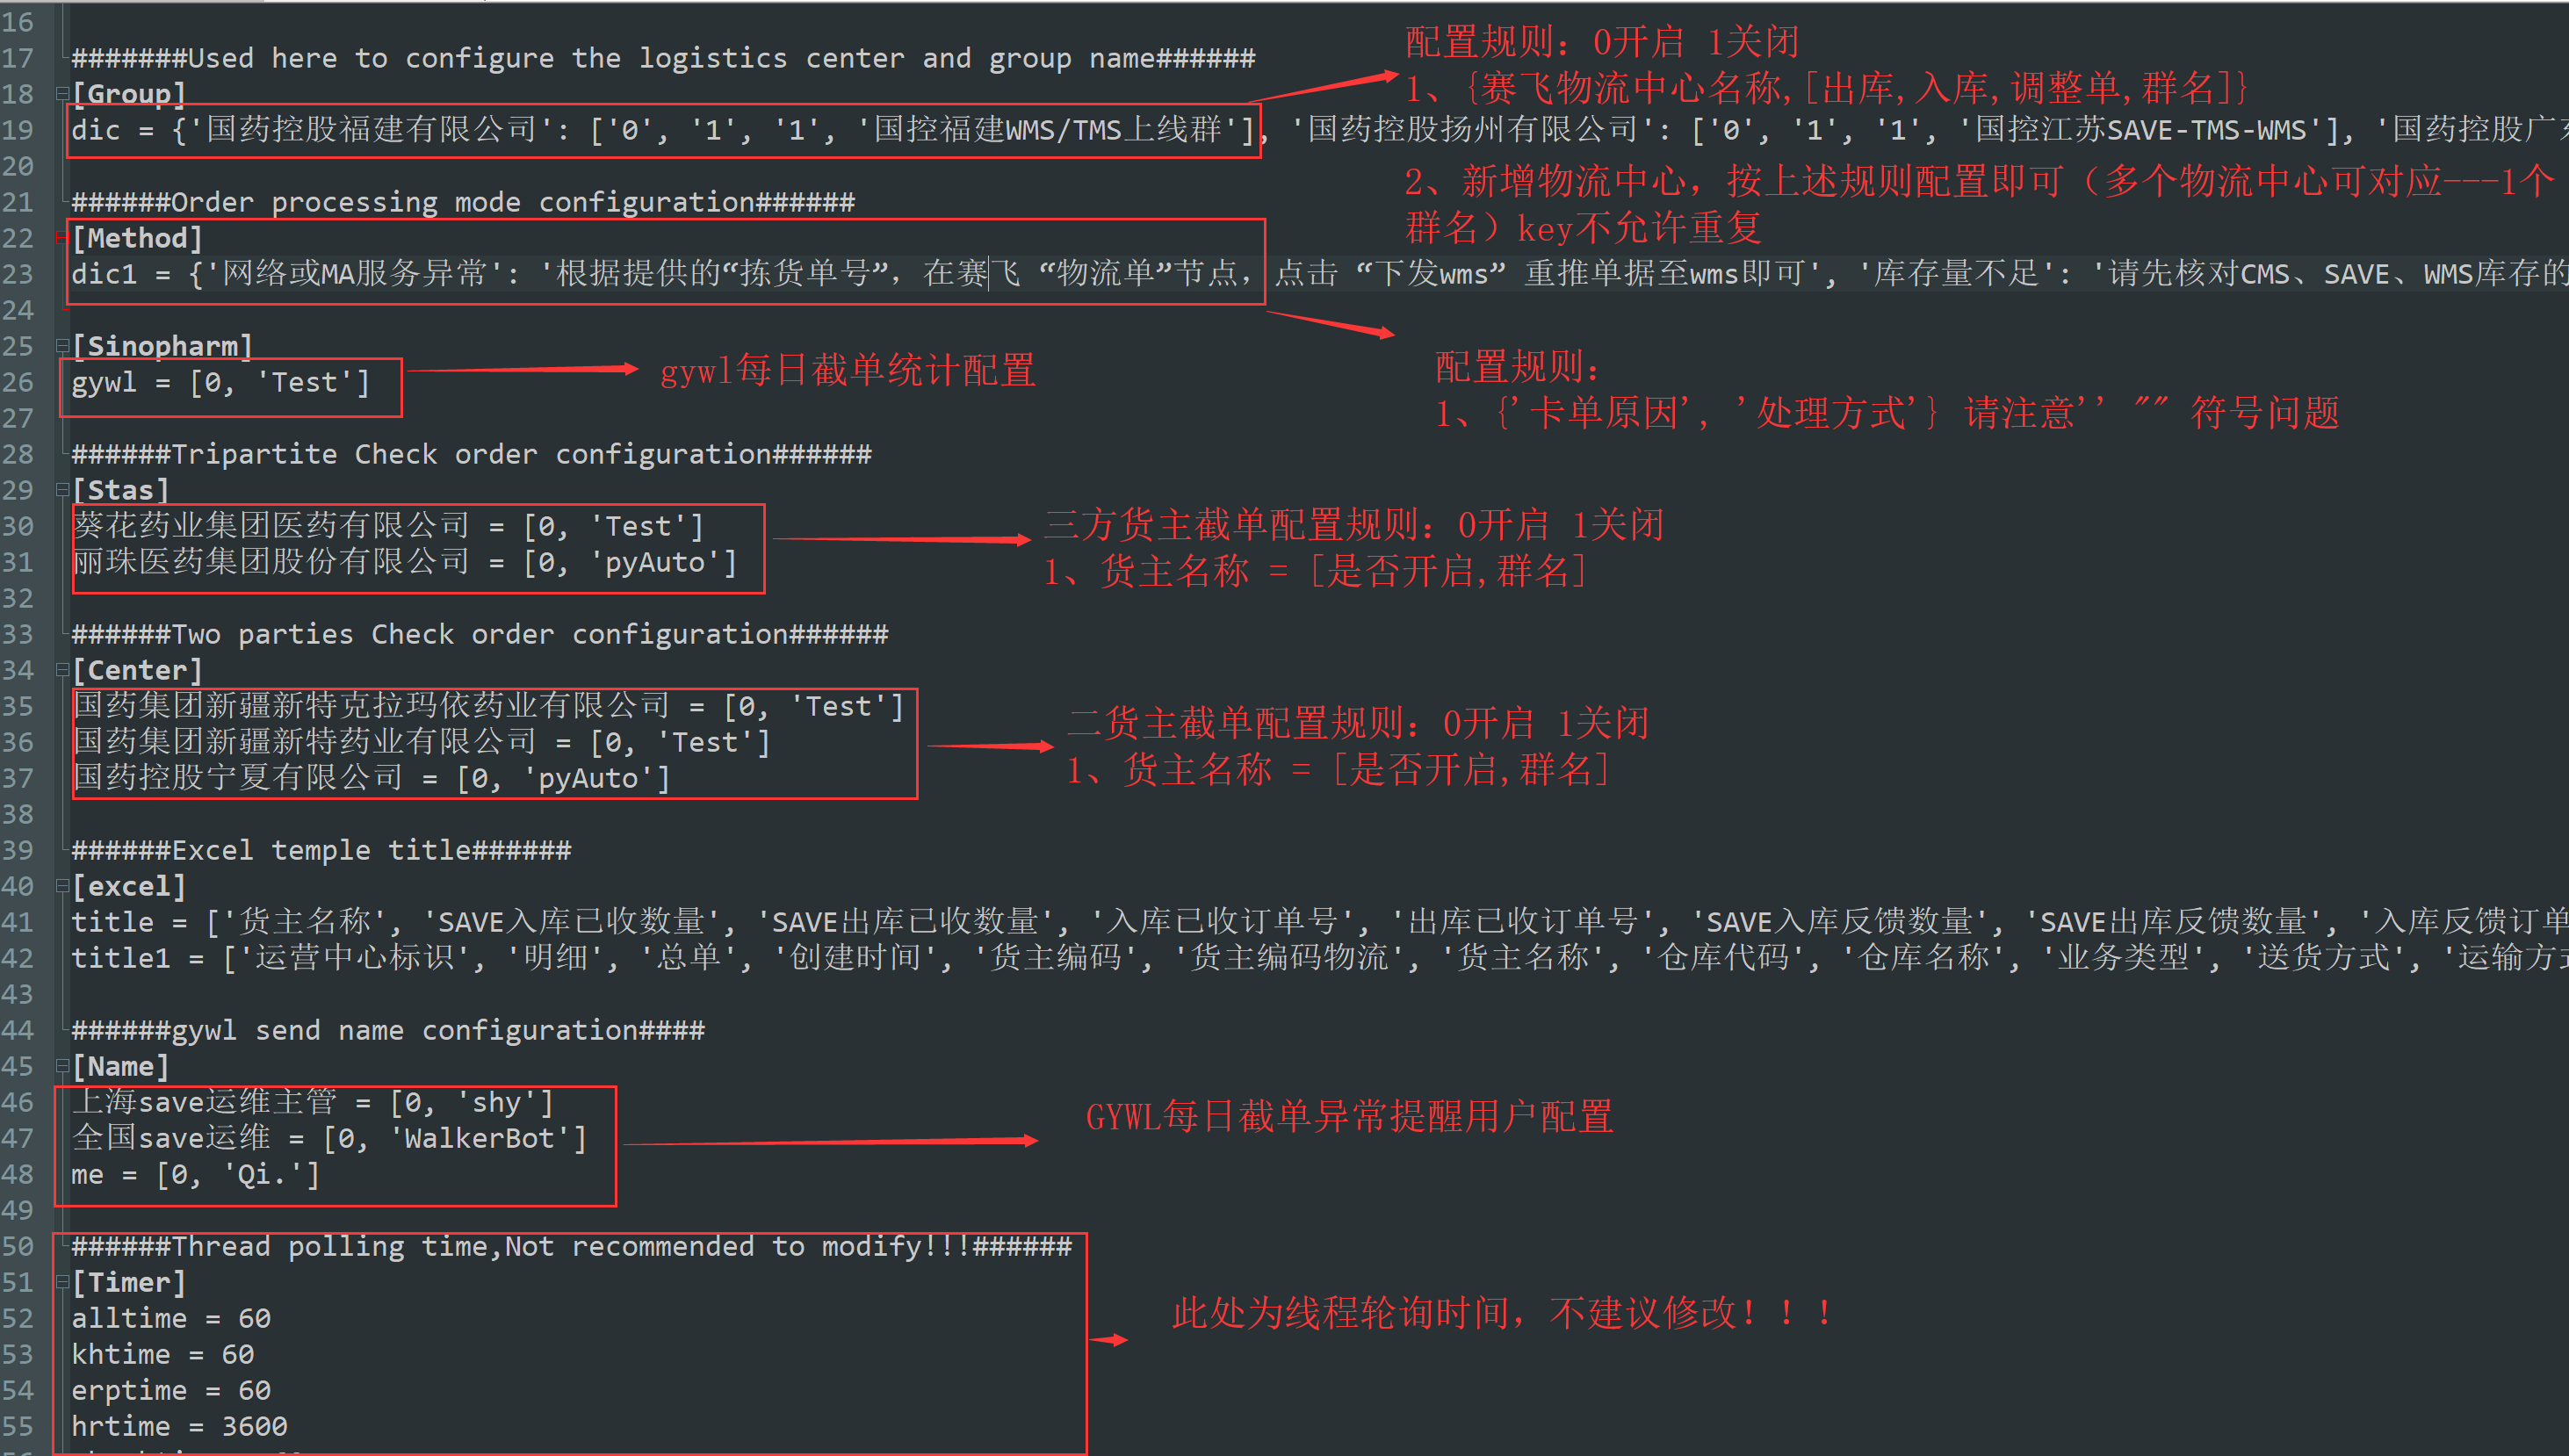 16
17 #######Used here to configure the logistics center and group name######
18 [Group]
19 dic = {'国药控股福建有限公司': ['0', '1', '1', '国控福建WMS/TMS上线群'], '国药控股扬州有限公司': ['0', '1', '1', '国控江苏SAVE-TMS-WMS'], '国药控股广
20
21 ######Order processing mode configuration######
22 [Method]
23 dic1 = {'网络或MA服务异常': '根据提供的“拣货单号”，在赛飞 “物流单”节点，点击 “下发wms” 重推单据至wms即可', '库存量不足': '请先核对CMS、SAVE、WMS库存的
24
25 [Sinopharm]
26 gywl = [0, 'Test']
27
28 ######Tripartite Check order configuration######
29 [Stas]
30 葵花药业集团医药有限公司 = [0, 'Test']
31 丽珠医药集团股份有限公司 = [0, 'pyAuto']
32
33 ######Two parties Check order configuration######
34 [Center]
35 国药集团新疆新特克拉玛依药业有限公司 = [0, 'Test']
36 国药集团新疆新特药业有限公司 = [0, 'Test']
37 国药控股宁夏有限公司 = [0, 'pyAuto']
38
39 ######Excel temple title######
40 [excel]
41 title = ['货主名称', 'SAVE入库已收数量', 'SAVE出库已收数量', '入库已收订单号', '出库已收订单号', 'SAVE入库反馈数量', 'SAVE出库反馈数量', '入库反馈订单
42 title1 = ['运营中心标识', '明细', '总单', '创建时间', '货主编码', '货主编码物流', '货主名称', '仓库代码', '仓库名称', '业务类型', '送货方式', '运输方式
43
44 ######gywl send name configuration####
45 [Name]
46 上海save运维主管 = [0, 'shy']
47 全国save运维 = [0, 'WalkerBot']
48 me = [0, 'Qi.']
49
50 ######Thread polling time,Not recommended to modify!!!######
51 [Timer]
52 alltime = 60
53 khtime = 60
54 erptime = 60
55 hrtime = 3600
配置规则：0开启 1关闭
1、{赛飞物流中心名称,[出库,入库,调整单,群名]}
2、新增物流中心，按上述规则配置即可（多个物流中心可对应---1个
群名）key不允许重复
配置规则：
1、{'卡单原因', '处理方式'} 请注意'' "" 符号问题
gywl每日截单统计配置
三方货主截单配置规则：0开启 1关闭
1、货主名称 = [是否开启,群名]
二货主截单配置规则：0开启 1关闭
1、货主名称 = [是否开启,群名]
GYWL每日截单异常提醒用户配置
此处为线程轮询时间，不建议修改！！！